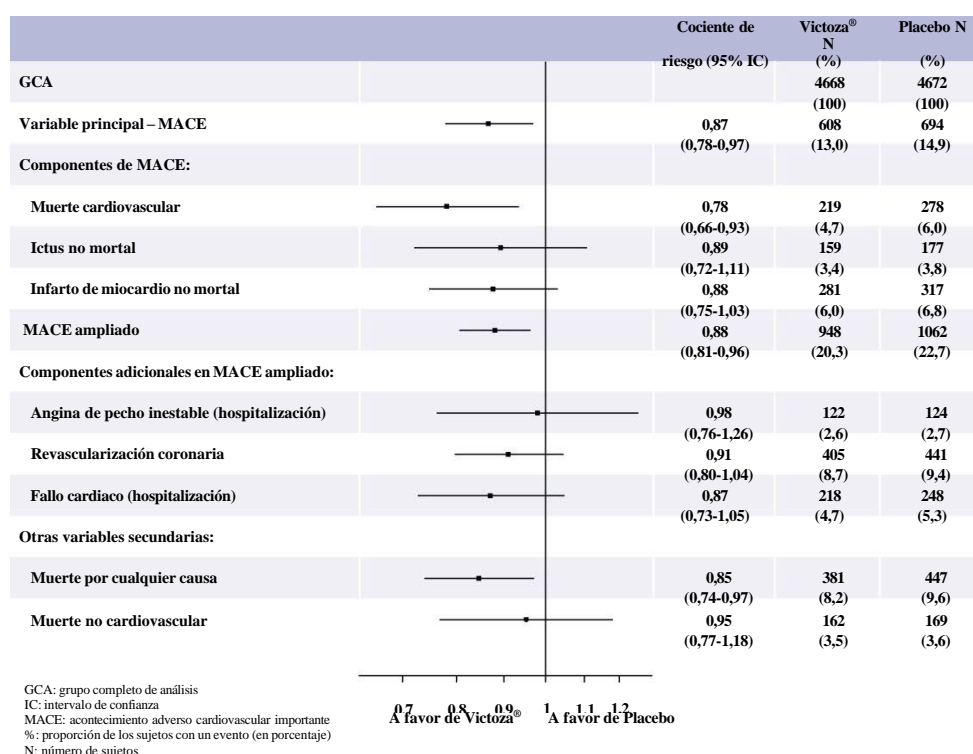 Cociente de Victoza® Placebo N
N
riesgo (95% IC) (%) (%)
GCA 4668 4672
(100) (100)
Variable principal – MACE 0,87 608 694
(0,78-0,97) (13,0) (14,9)
Componentes de MACE:
Muerte cardiovascular 0,78 219 278
(0,66-0,93) (4,7) (6,0)
Ictus no mortal 0,89 159 177
(0,72-1,11) (3,4) (3,8)
Infarto de miocardio no mortal 0,88 281 317
(0,75-1,03) (6,0) (6,8)
MACE ampliado 0,88 948 1062
(0,81-0,96) (20,3) (22,7)
Componentes adicionales en MACE ampliado:
Angina de pecho inestable (hospitalización) 0,98 122 124
(0,76-1,26) (2,6) (2,7)
Revascularización coronaria 0,91 405 441
(0,80-1,04) (8,7) (9,4)
Fallo cardiaco (hospitalización) 0,87 218 248
(0,73-1,05) (4,7) (5,3)
Otras variables secundarias:
Muerte por cualquier causa 0,85 381 447
(0,74-0,97) (8,2) (9,6)
Muerte no cardiovascular 0,95 162 169
(0,77-1,18) (3,5) (3,6)
0.7 0.8 0.9 1 1.1 1.2
A favor de Victoza® A favor de Placebo
GCA: grupo completo de análisis
IC: intervalo de confianza
MACE: acontecimiento adverso cardiovascular importante
%: proporción de los sujetos con un evento (en porcentaje)
N: número de sujetos